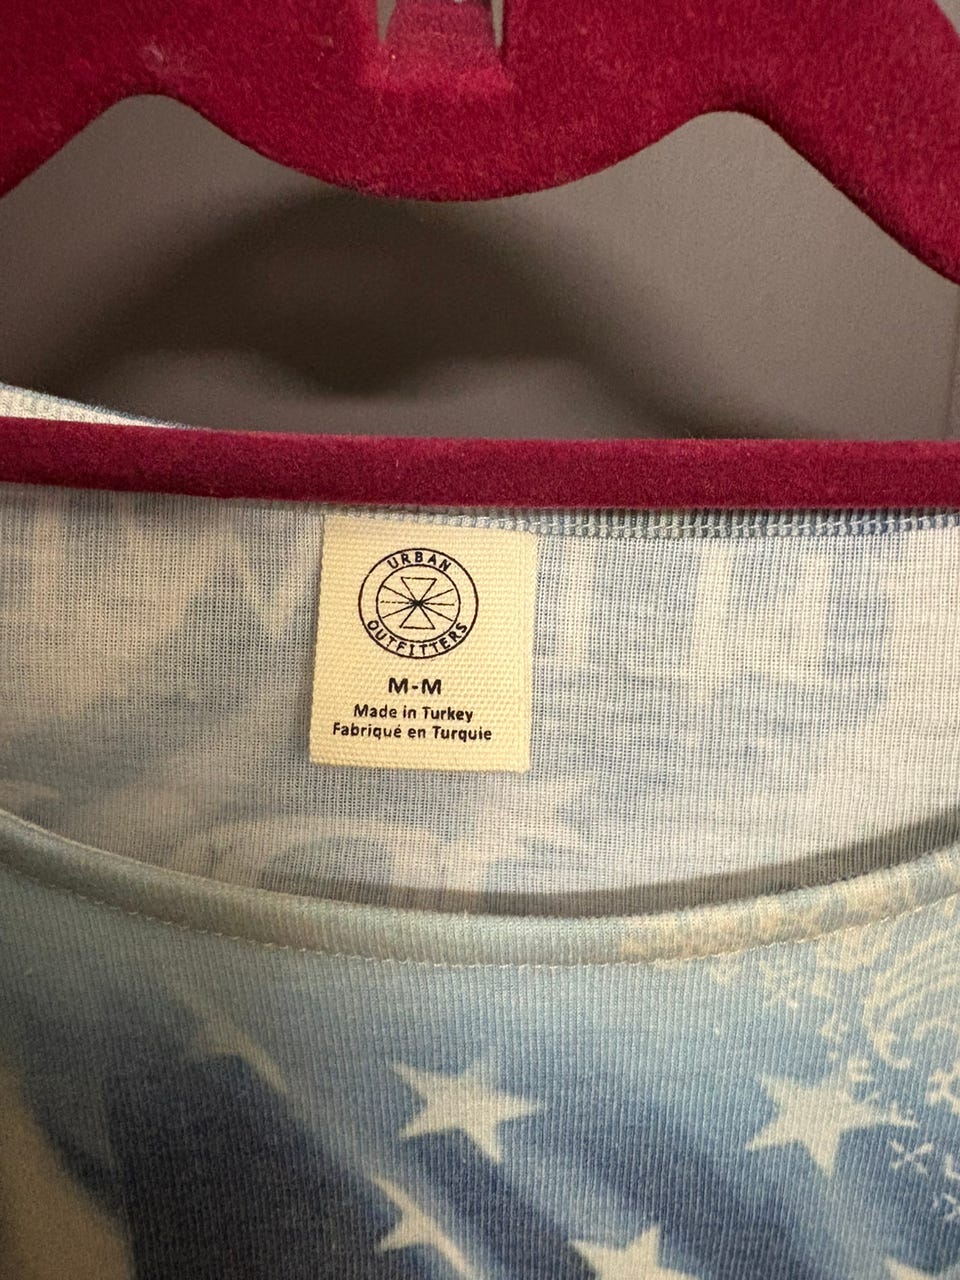 URBAN
OUTFITTERS
M-M
Made in Turkey
Fabriqué en Turquie